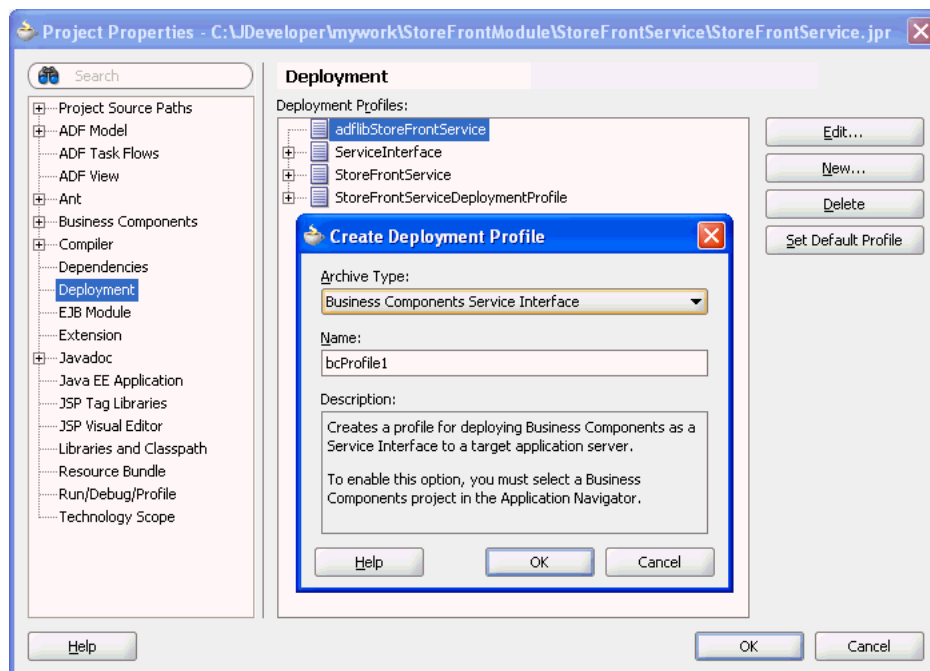 Project Properties - C:\JDeveloper\mywork\StoreFrontModule\StoreFrontService\StoreFrontService.jpr
Search
Project Source Paths
ADF Model
ADF Task Flows
ADF View
Ant
Business Components
Compiler
Dependencies
Deployment
EJB Module
Extension
Javadoc
Java EE Application
JSP Tag Libraries
JSP Visual Editor
Libraries and Classpath
Resource Bundle
Run/Debug/Profile
Technology Scope
Deployment
Deployment Profiles:
adflibStoreFrontService
ServiceInterface
StoreFrontService
StoreFrontServiceDeploymentProfile
Edit...
New...
Delete
Set Default Profile
Create Deployment Profile
Archive Type:
Business Components Service Interface
Name:
bcProfile1
Description:
Creates a profile for deploying Business Components as a
Service Interface to a target application server.
To enable this option, you must select a Business
Components project in the Application Navigator.
Help
OK
Cancel
Help
OK
Cancel